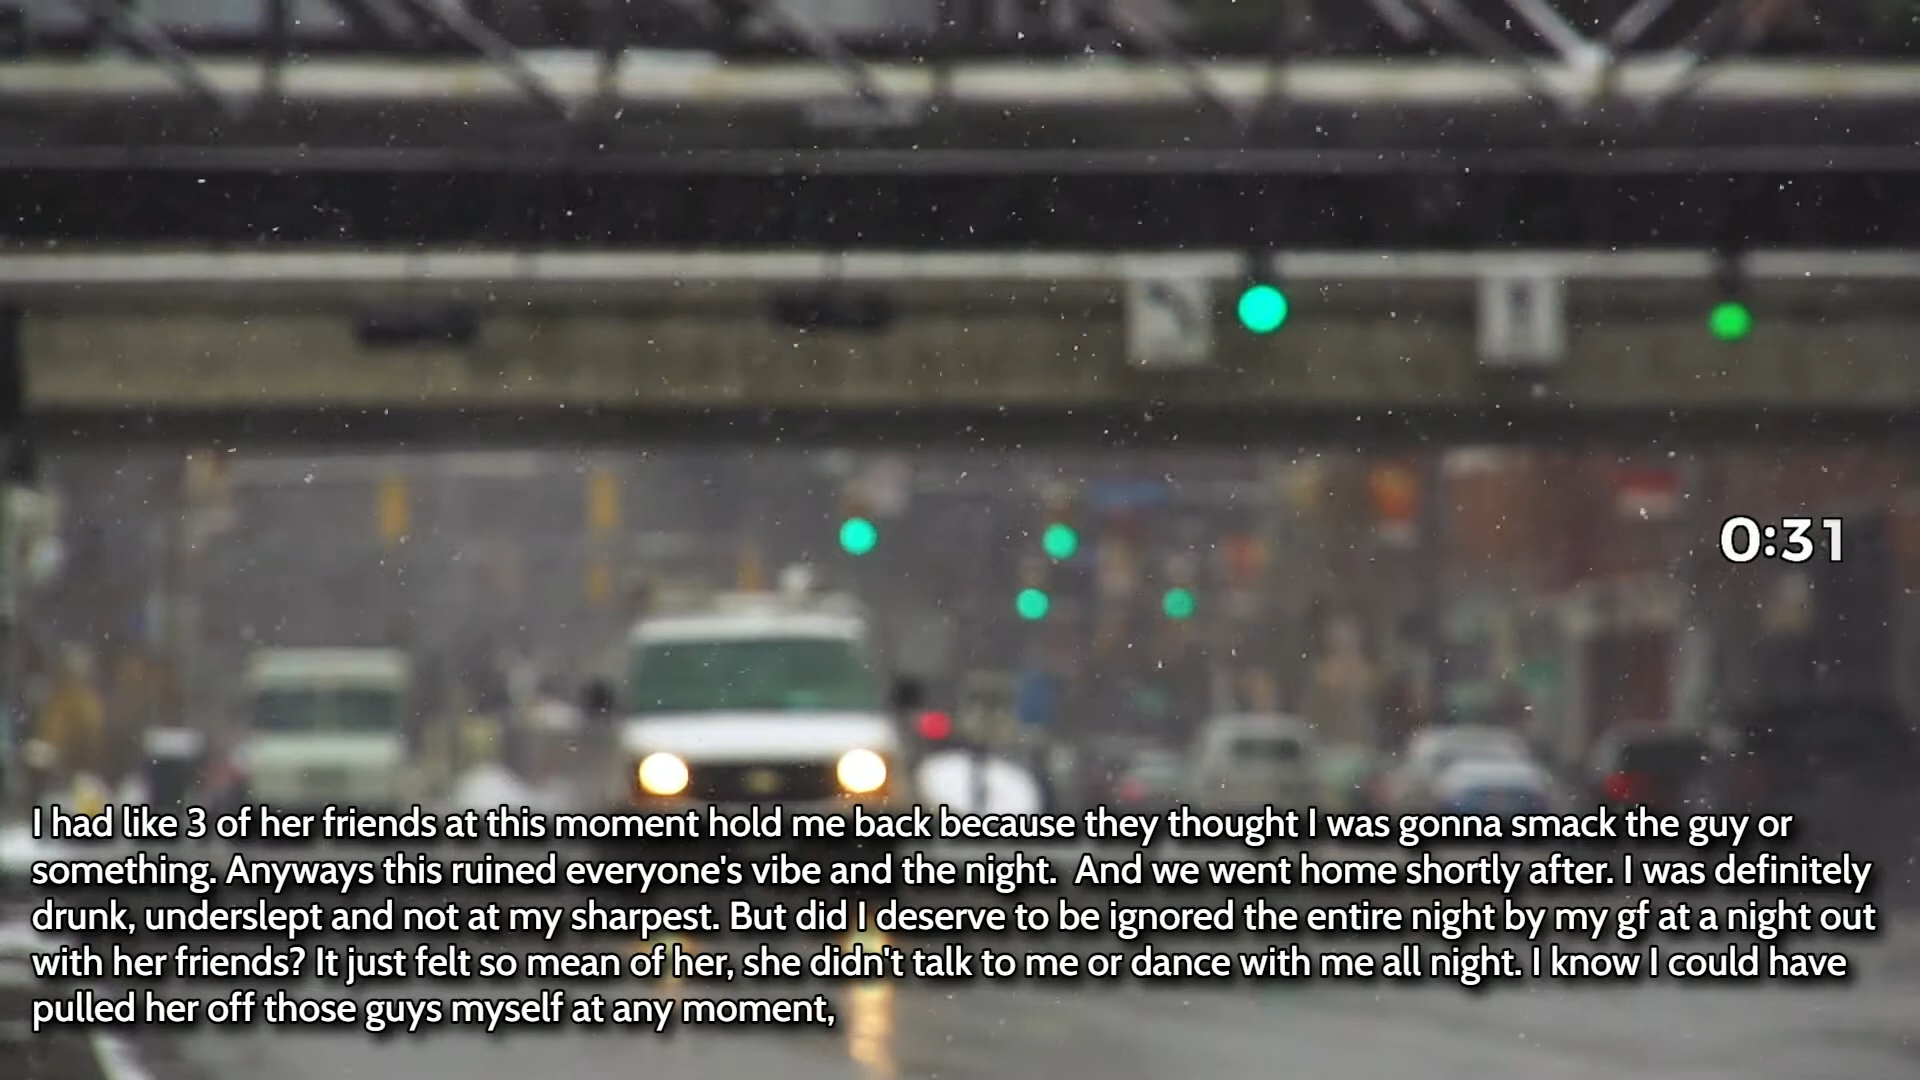 0:31
I had like 3 of her friends at this moment hold me back because they thought I was gonna smack the guy or
something. Anyways this ruined everyone's vibe and the night.  And we went home shortly after. I was definitely
drunk, underslept and not at my sharpest. But did I deserve to be ignored the entire night by my gf at a night out
with her friends? It just felt so mean of her, she didn't talk to me or dance with me all night. I know I could have
pulled her off those guys myself at any moment,